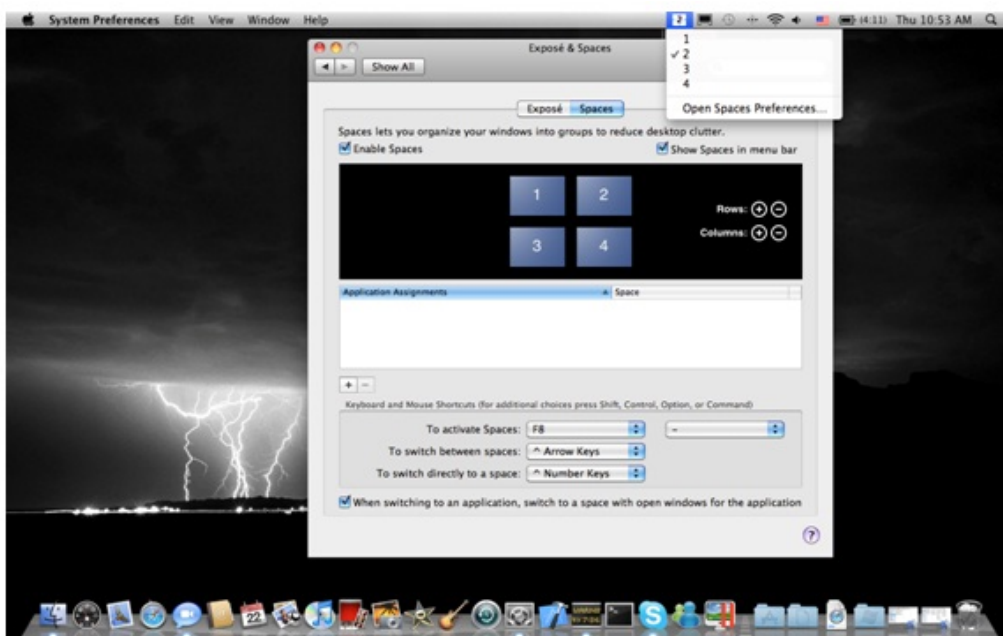 System Preferences Edit View Window Help 2 (4:11) Thu 10:53 AM
1
✓ 2
3
4
Open Spaces Preferences...
Exposé & Spaces
Show All
Exposé Spaces
Spaces lets you organize your windows into groups to reduce desktop clutter.
Enable Spaces Show Spaces in menu bar
1 2
Rows:
Columns:
3 4
Application Assignments Space
Keyboard and Mouse Shortcuts (for additional choices press Shift, Control, Option, or Command)
To activate Spaces: F8 –
To switch between spaces: ^ Arrow Keys
To switch directly to a space: ^ Number Keys
When switching to an application, switch to a space with open windows for the application
?
22